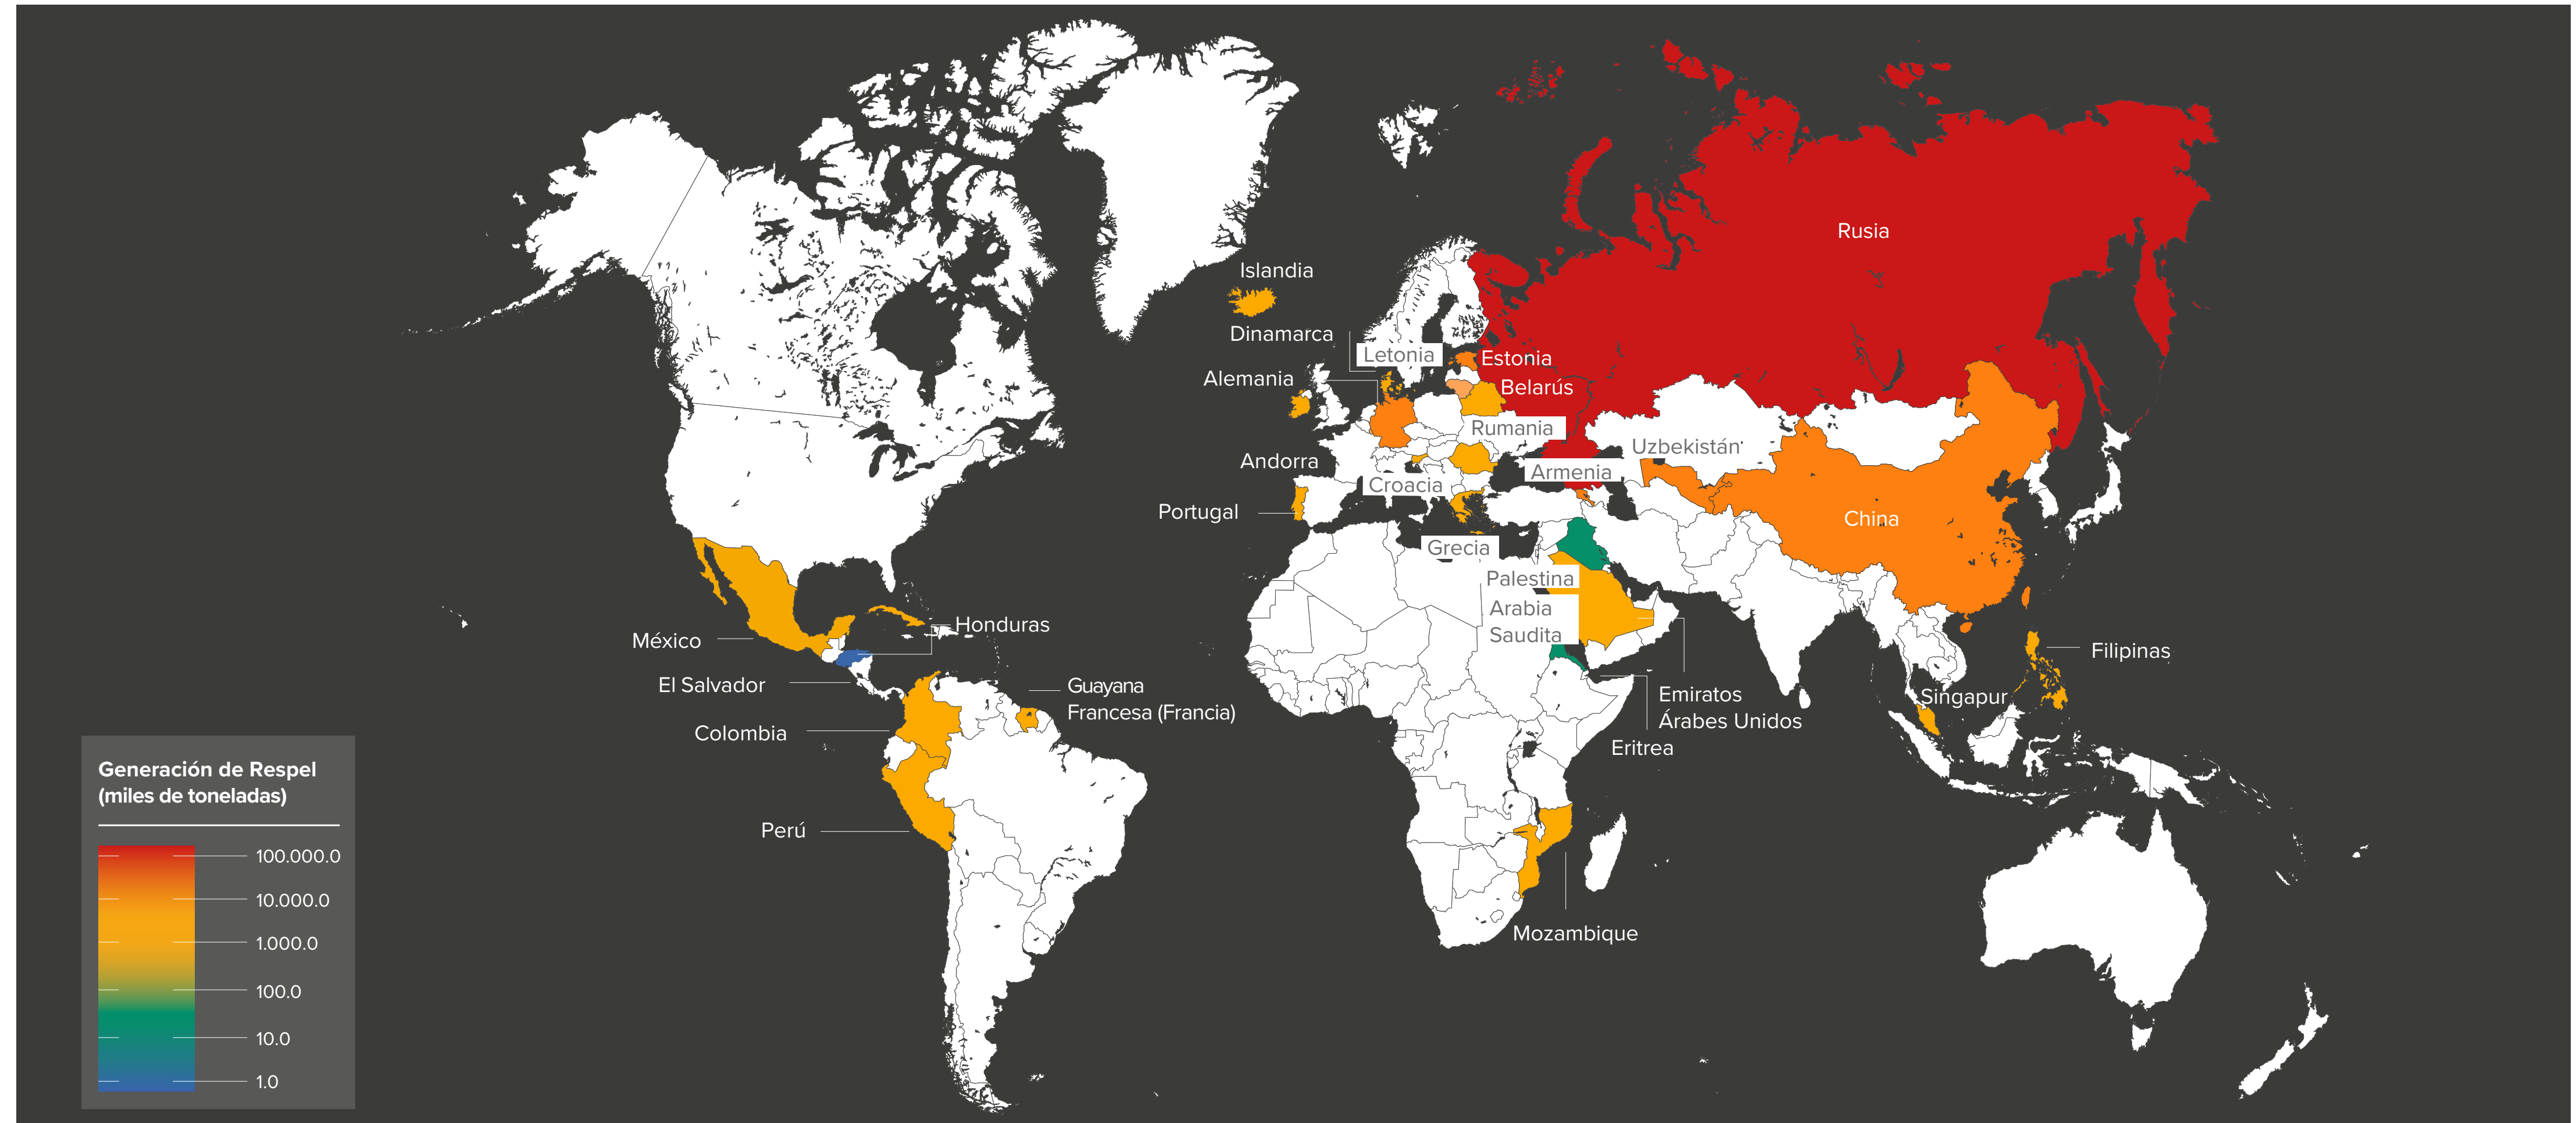 Rusia
Islandia
Dinamarca
Letonia
Estonia
Alemania
Belarús
Rumania
Uzbekistán
Andorra
Armenia
Croacia
Portugal
China
Grecia
Palestina
Arabia
Saudita
Honduras
México
Filipinas
El Salvador
Guayana
Francesa (Francia)
Emiratos
Árabes Unidos
Singapur
Colombia
Eritrea
Perú
Mozambique
Generación de Respel
(miles de toneladas)
100.000.0
10.000.0
1.000.0
100.0
10.0
1.0